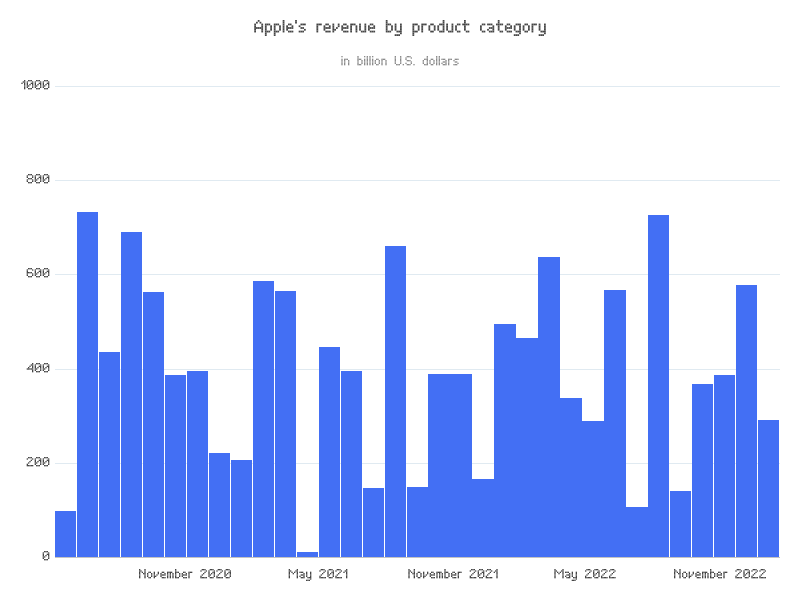 Apple's revenue by product category
in billion U.S. dollars
1000
800
600
400
200
0
November 2020 May 2021 November 2021 May 2022 November 2022